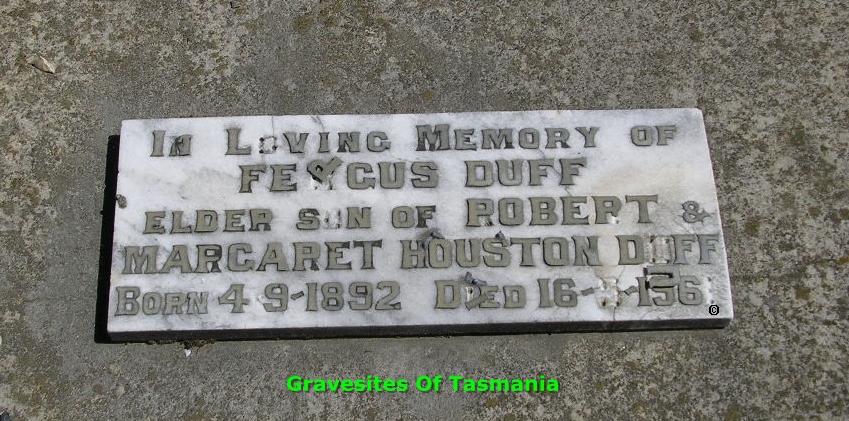 IN LOVING MEMORY OF
FERGUS DUFF
ELDER SON OF ROBERT &
MARGARET HOUSTON DUFF
BORN 4 9-1892 DIED
©
Gravesites Of Tasmania